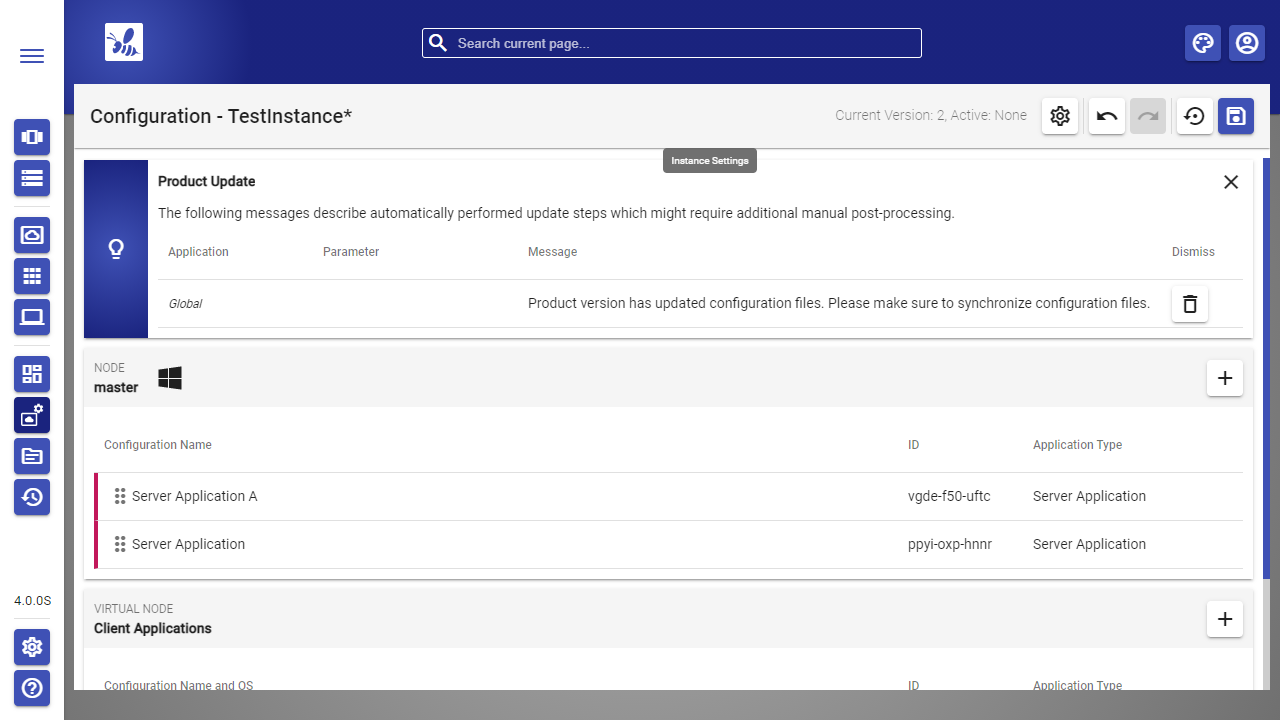 Search current page...
Configuration - TestInstance*
Current Version: 2, Active: None
Instance Settings
Product Update
The following messages describe automatically performed update steps which might require additional manual post-processing.
Application Parameter Message Dismiss
Global Product version has updated configuration files. Please make sure to synchronize configuration files.
NODE
master
Configuration Name ID Application Type
Server Application A vgde-f50-uftc Server Application
Server Application ppyi-oxp-hnnr Server Application
VIRTUAL NODE
Client Applications
Configuration Name and OS ID Application Type
4.0.0S